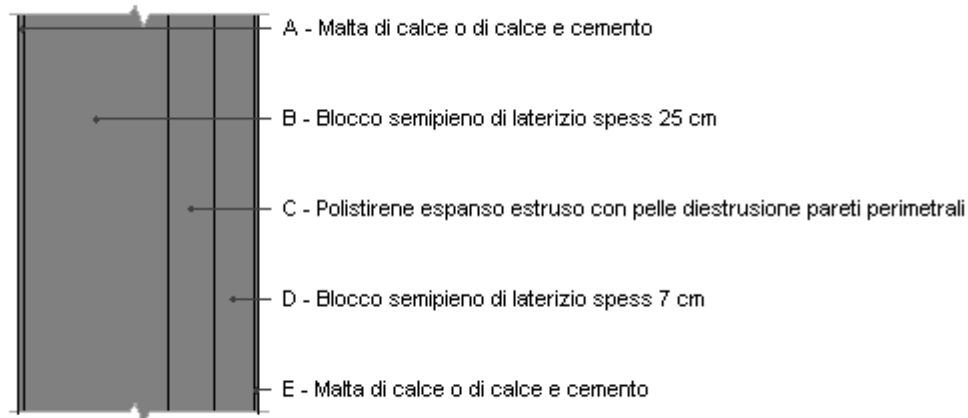 A - Malta di calce o di calce e cemento
B - Blocco semipieno di laterizio spess 25 cm
C - Polistirene espanso estruso con pelle diestrusione pareti perimetrali
D - Blocco semipieno di laterizio spess 7 cm
E - Malta di calce o di calce e cemento